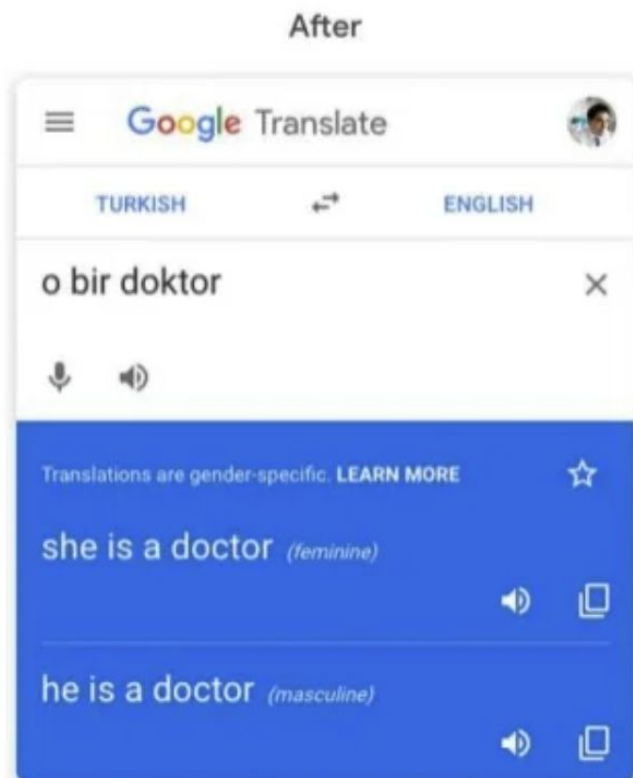 After
Google Translate
TURKISH ENGLISH
o bir doktor
Translations are gender-specific. LEARN MORE
she is a doctor (feminine)
he is a doctor (masculine)